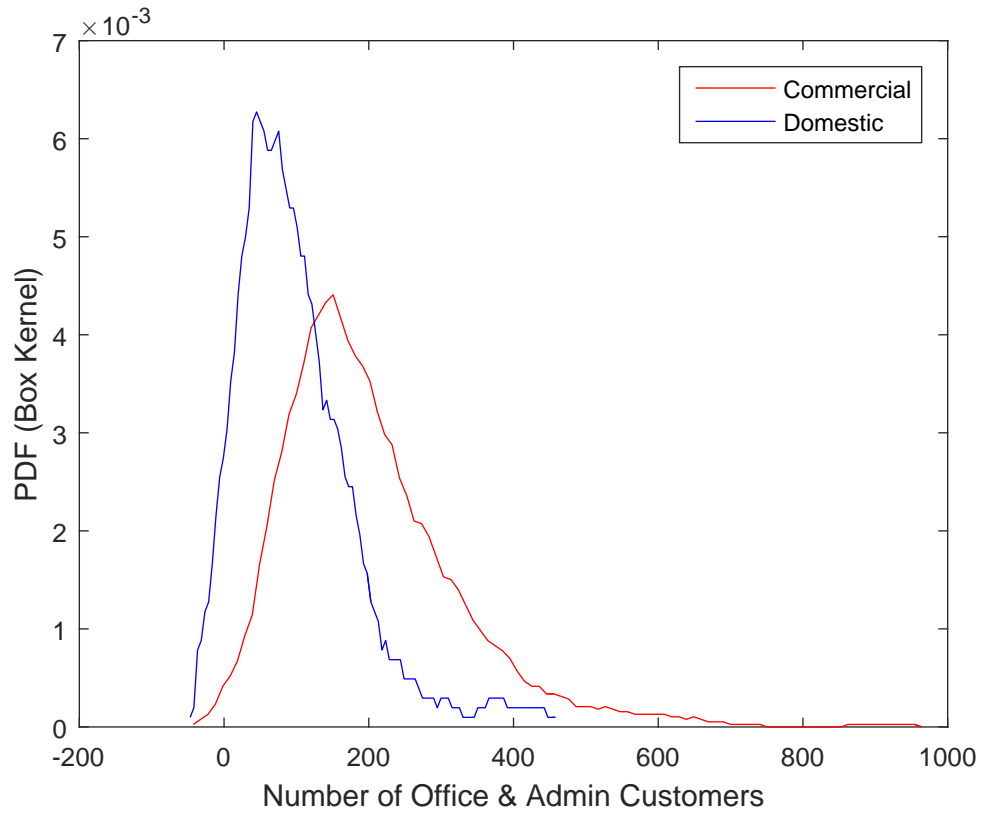 ×10-3
7
6
5
4
3
2
1
0
-200 0 200 400 600 800 1000
PDF (Box Kernel)
Number of Office & Admin Customers
Commercial
Domestic